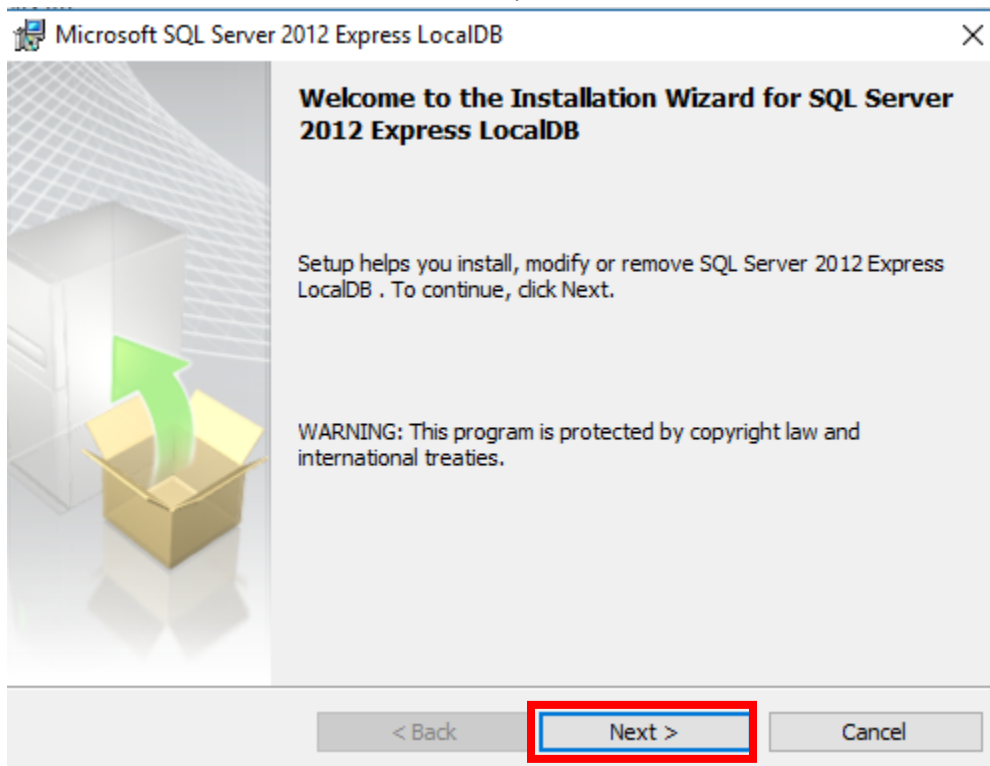 Microsoft SQL Server 2012 Express LocalDB
Welcome to the Installation Wizard for SQL Server
2012 Express LocalDB
Setup helps you install, modify or remove SQL Server 2012 Express
LocalDB . To continue, click Next.
WARNING: This program is protected by copyright law and
international treaties.
< Back
Next >
Cancel